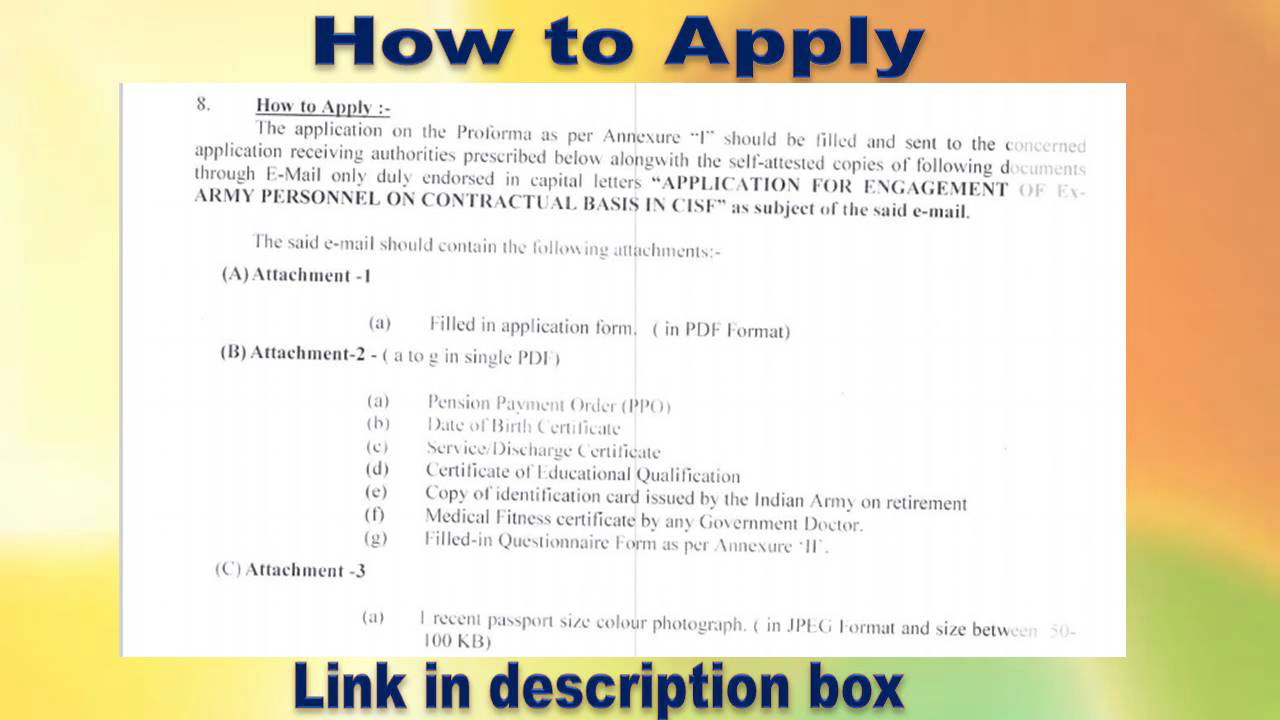 How to Apply
8. How to Apply :-
The application on the Proforma as per Annexure “I” should be filled and sent to the concerned
application receiving authorities prescribed below alongwith the self-attested copies of following documents
through E-Mail only duly endorsed in capital letters “APPLICATION FOR ENGAGEMENT OF Ex-
ARMY PERSONNEL ON CONTRACTUAL BASIS IN CISF” as subject of the said e-mail.
The said e-mail should contain the following attachments:-
(A) Attachment -1
(a) Filled in application form. ( in PDF Format)
(B) Attachment-2 - ( a to g in single PDF)
(a) Pension Payment Order (PPO)
(b) Date of Birth Certificate
(c) Service/Discharge Certificate
(d) Certificate of Educational Qualification
(e) Copy of identification card issued by the Indian Army on retirement
(f) Medical Fitness certificate by any Government Doctor.
(g) Filled-in Questionnaire Form as per Annexure ‘II’.
(C) Attachment -3
(a) 1 recent passport size colour photograph. ( in JPEG Format and size between 50-
100 KB)
Link in description box